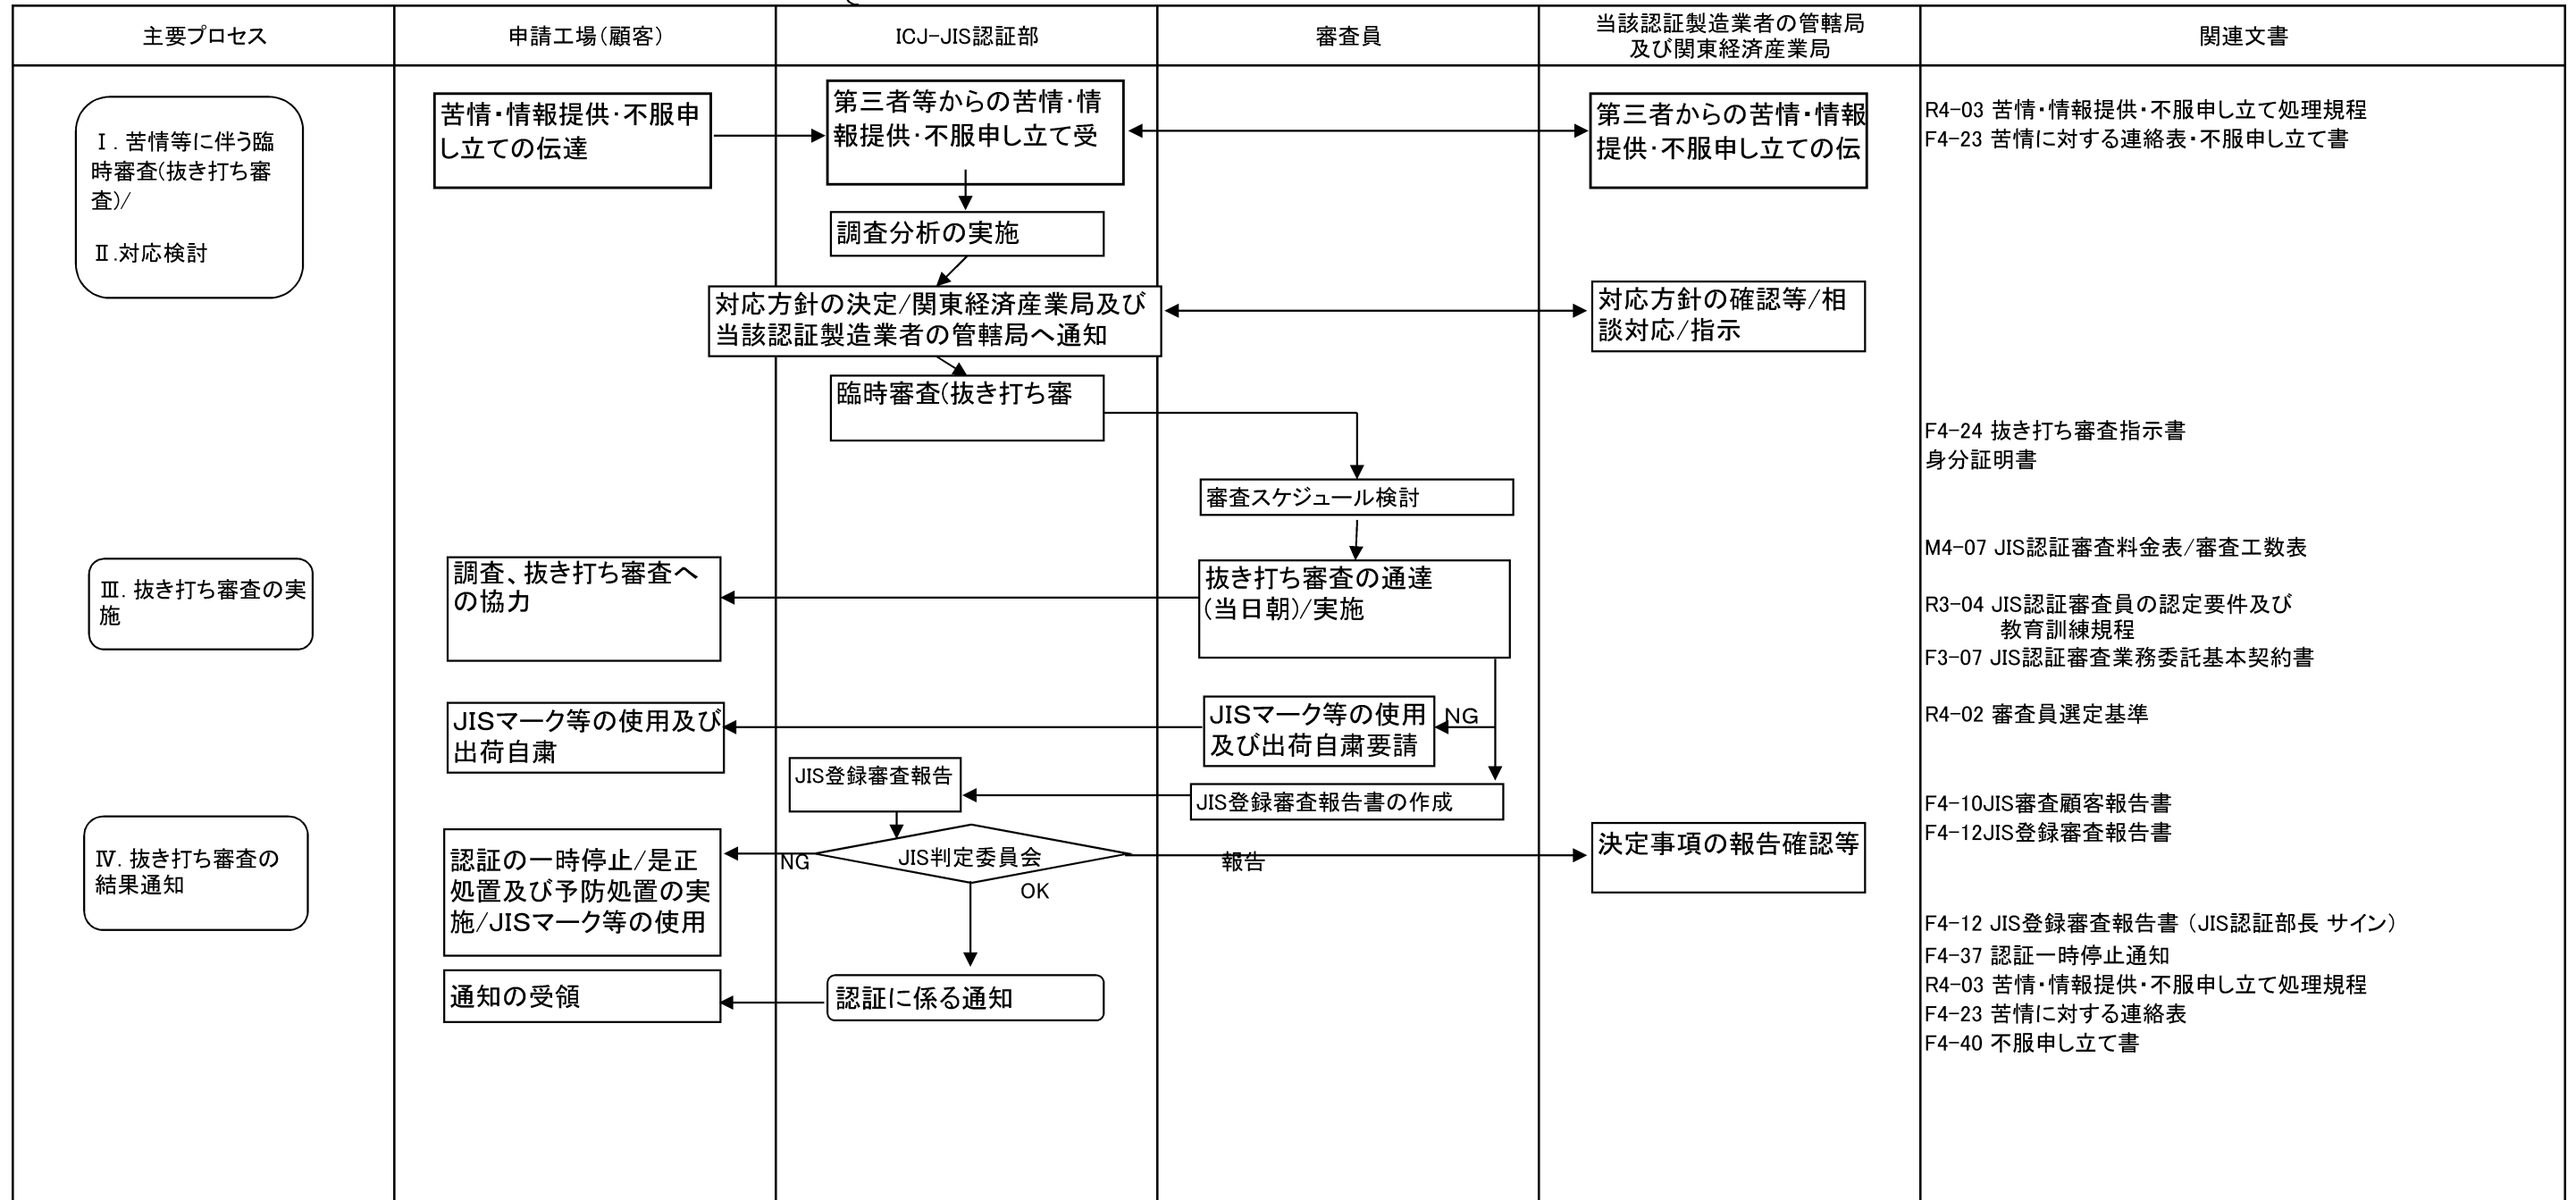 主要プロセス
申請工場(顧客)
ICJ-JIS認証部
審査員
当該認証製造業者の管轄局
及び関東経済産業局
関連文書
Ⅰ. 苦情等に伴う臨
時審査(抜き打ち審
査)/
Ⅱ.対応検討
苦情・情報提供・不服申
し立ての伝達
第三者等からの苦情・情
報提供・不服申し立て受
第三者からの苦情・情報
提供・不服申し立ての伝
R4-03 苦情・情報提供・不服申し立て処理規程
F4-23 苦情に対する連絡表・不服申し立て書
調査分析の実施
対応方針の決定/関東経済産業局及び
当該認証製造業者の管轄局へ通知
対応方針の確認等/相
談対応/指示
臨時審査(抜き打ち審
F4-24 抜き打ち審査指示書
身分証明書
審査スケジュール検討
M4-07 JIS認証審査料金表/審査工数表
Ⅲ. 抜き打ち審査の実
施
調査、抜き打ち審査へ
の協力
抜き打ち審査の通達
(当日朝)/実施
R3-04 JIS認証審査員の認定要件及び
教育訓練規程
F3-07 JIS認証審査業務委託基本契約書
JISマーク等の使用及び
出荷自粛
JISマーク等の使用
及び出荷自粛要請
NG
R4-02 審査員選定基準
JIS登録審査報告
JIS登録審査報告書の作成
F4-10JIS審査顧客報告書
F4-12JIS登録審査報告書
Ⅳ. 抜き打ち審査の
結果通知
認証の一時停止/是正
処置及び予防処置の実
施/JISマーク等の使用
NG
JIS判定委員会
OK
報告
決定事項の報告確認等
F4-12 JIS登録審査報告書 (JIS認証部長 サイン)
F4-37 認証一時停止通知
R4-03 苦情・情報提供・不服申し立て処理規程
F4-23 苦情に対する連絡表
F4-40 不服申し立て書
通知の受領
認証に係る通知